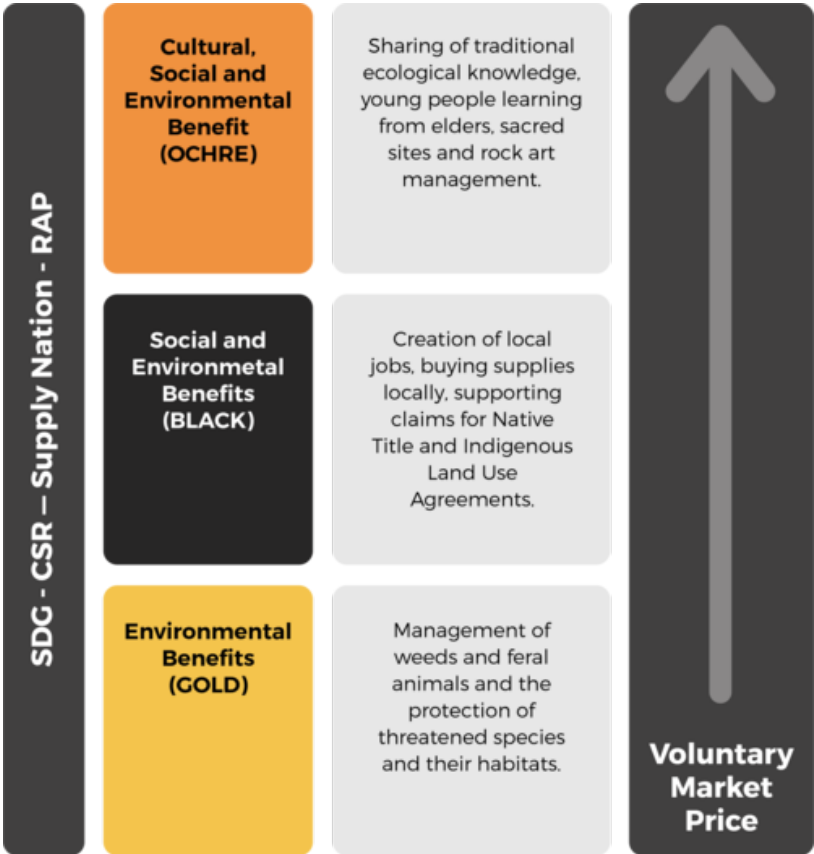 SDG - CSR – Supply Nation - RAP
Cultural,
Social and
Environmental
Benefit
(OCHRE)
Sharing of traditional
ecological knowledge,
young people learning
from elders, sacred
sites and rock art
management.
Social and
Environmetal
Benefits
(BLACK)
Creation of local
jobs, buying supplies
locally, supporting
claims for Native
Title and Indigenous
Land Use
Agreements.
Environmental
Benefits
(GOLD)
Management of
weeds and feral
animals and the
protection of
threatened species
and their habitats.
Voluntary
Market
Price